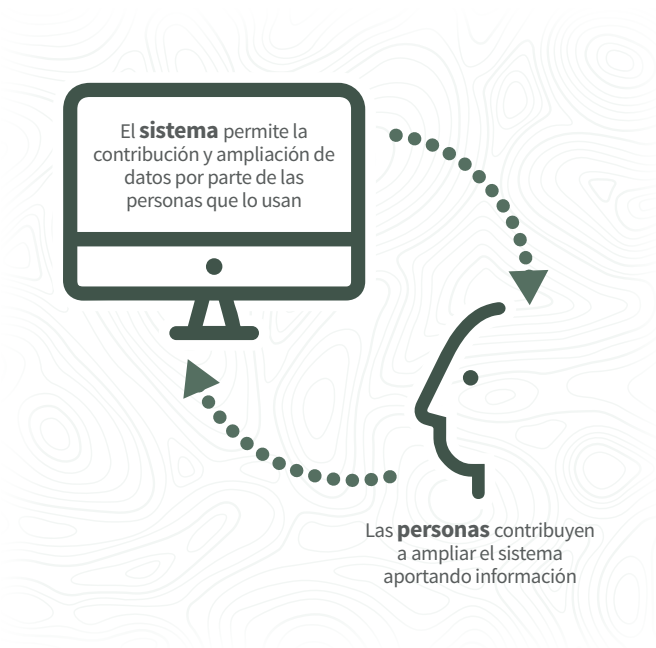 El sistema permite la
contribución y ampliación de
datos por parte de las
personas que lo usan
Las personas contribuyen
a ampliar el sistema
aportando información